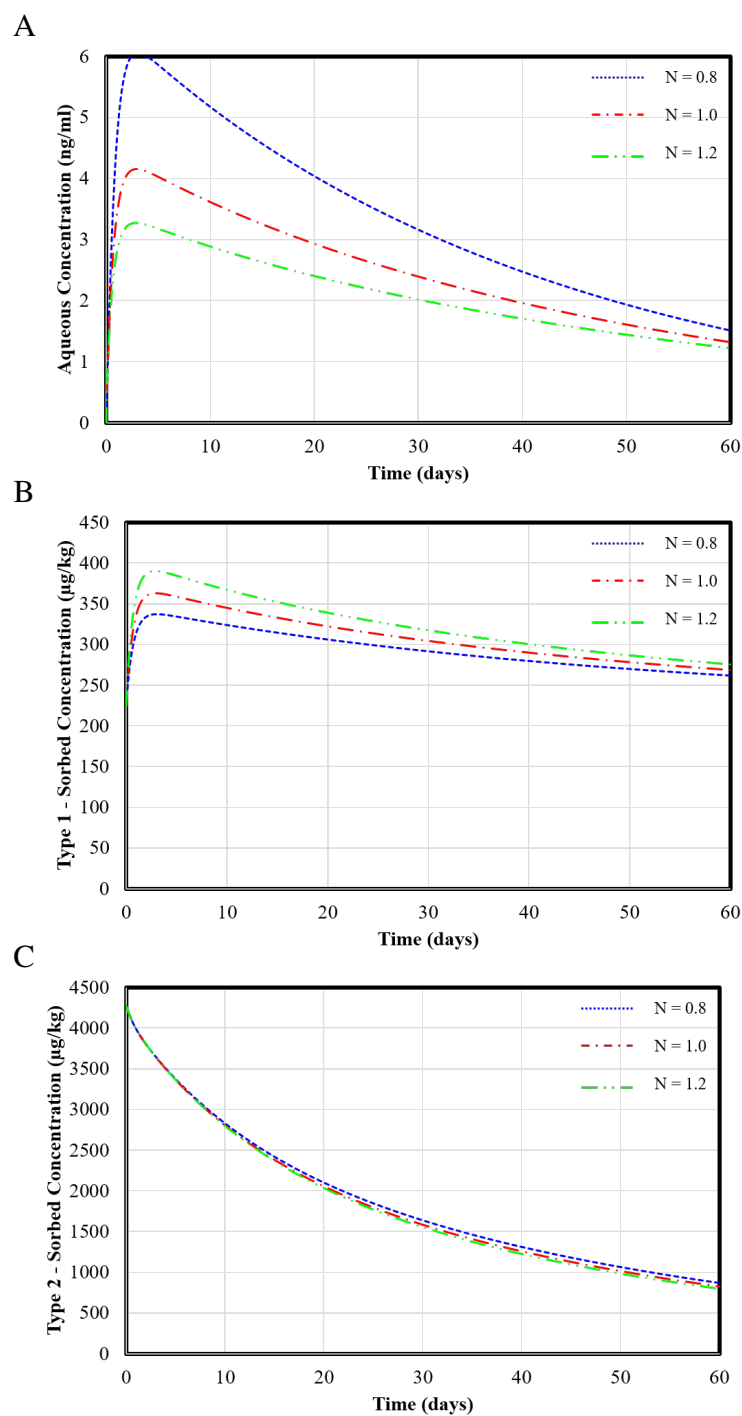 A
Aqueous Concentration (ng/ml)
6
5
4
3
2
1
0
N = 0.8
N = 1.0
N = 1.2
0 10 20 30 40 50 60
Time (days)
B
Type 1 - Sorbed Concentration (µg/kg)
450
400
350
300
250
200
150
100
50
0
N = 0.8
N = 1.0
N = 1.2
0 10 20 30 40 50 60
Time (days)
C
Type 2 - Sorbed Concentration (µg/kg)
4500
4000
3500
3000
2500
2000
1500
1000
500
0
N = 0.8
N = 1.0
N = 1.2
0 10 20 30 40 50 60
Time (days)